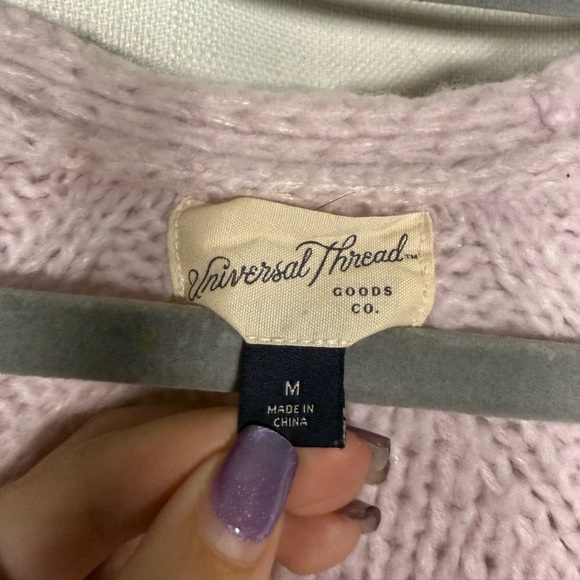 Universal Thread™
GOODS
CO.
M
MADE IN
CHINA